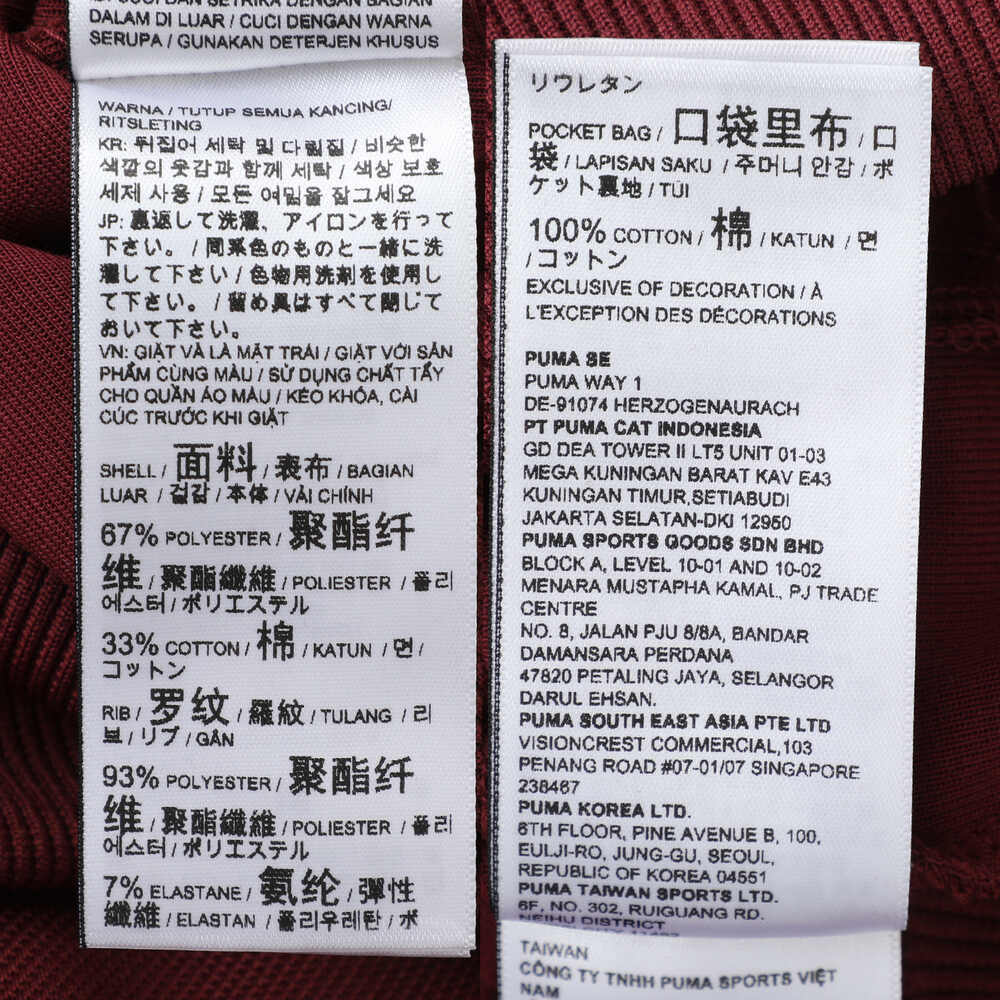 DALAM DI LUAR / CUCI DENGAN WARNA
SERUPA / GUNAKAN DETERJEN KHUSUS
WARNA / TUTUP SEMUA KANCING/
RITSLETING
KR: 뒤집어 세탁 및 다림질 / 비슷한
색깔의 옷감과 함께 세탁 / 색상 보호
세제 사용 / 모든 여밈을 잠그세요
JP: 裏返して洗濯、アイロンを行って
下さい。/ 同系色のものと一緒に洗
濯して下さい / 色物用洗剤を使用し
て下さい。/ 留め具はすべて閉じて
おいて下さい。
VN: GIẶT VÀ LÀ MẶT TRÁI / GIẶT VỚI SẢN
PHẨM CÙNG MÀU / SỬ DỤNG CHẤT TẨY
CHO QUẦN ÁO MÀU / KÉO KHÓA, CÀI
CÚC TRƯỚC KHI GIẶT
SHELL / 面料 / 表布 / BAGIAN
LUAR / 겉감 / 本体 / VẢI CHÍNH
67% POLYESTER / 聚酯纤
维 / 聚酯纖維 / POLIESTER / 폴리
에스터 / ポリエステル
33% COTTON / 棉 / KATUN / 면 /
コットン
RIB / 罗纹 / 羅紋 / TULANG / 리
브 / リブ / GÂN
93% POLYESTER / 聚酯纤
维 / 聚酯纖維 / POLIESTER / 폴리
에스터 / ポリエステル
7% ELASTANE / 氨纶 / 彈性
纖維 / ELASTAN / 폴리우레탄 / ポ
リウレタン
POCKET BAG / 口袋里布 / 口
袋 / LAPISAN SAKU / 주머니 안감 / ポ
ケット裏地 / TÚI
100% COTTON / 棉 / KATUN / 면
/ コットン
EXCLUSIVE OF DECORATION / À
L'EXCEPTION DES DÉCORATIONS
PUMA SE
PUMA WAY 1
DE-91074 HERZOGENAURACH
PT PUMA CAT INDONESIA
GD DEA TOWER II LT5 UNIT 01-03
MEGA KUNINGAN BARAT KAV E43
KUNINGAN TIMUR,SETIABUDI
JAKARTA SELATAN-DKI 12950
PUMA SPORTS GOODS SDN BHD
BLOCK A, LEVEL 10-01 AND 10-02
MENARA MUSTAPHA KAMAL, PJ TRADE
CENTRE
NO. 8, JALAN PJU 8/8A, BANDAR
DAMANSARA PERDANA
47820 PETALING JAYA, SELANGOR
DARUL EHSAN.
PUMA SOUTH EAST ASIA PTE LTD
VISIONCREST COMMERCIAL,103
PENANG ROAD #07-01/07 SINGAPORE
238467
PUMA KOREA LTD.
6TH FLOOR, PINE AVENUE B, 100,
EULJI-RO, JUNG-GU, SEOUL,
REPUBLIC OF KOREA 04551
PUMA TAIWAN SPORTS LTD.
6F, NO. 302, RUIGUANG RD.
NEIHU DISTRICT
TAIWAN
CÔNG TY TNHH PUMA SPORTS VIỆT
NAM